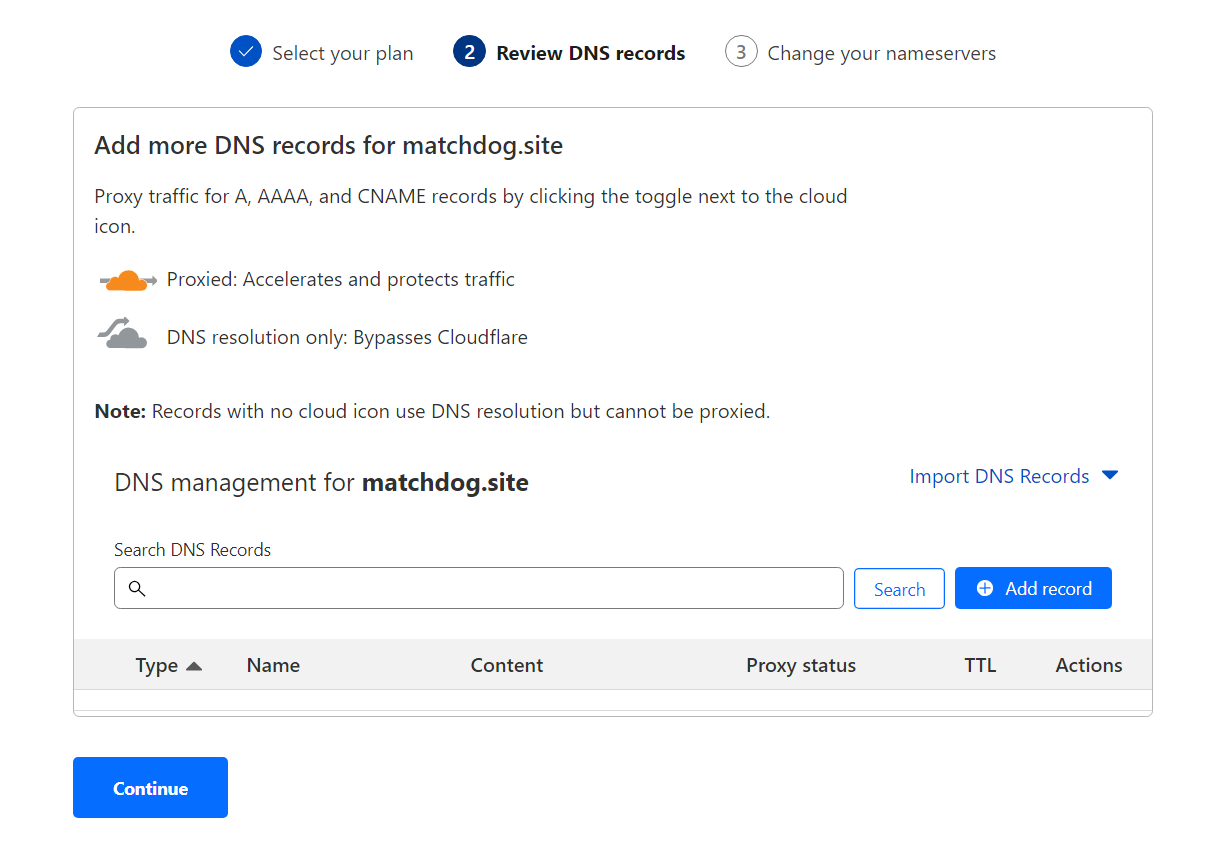 Select your plan
2 Review DNS records
3 Change your nameservers
Add more DNS records for matchdog.site
Proxy traffic for A, AAAA, and CNAME records by clicking the toggle next to the cloud
icon.
Proxied: Accelerates and protects traffic
DNS resolution only: Bypasses Cloudflare
Note: Records with no cloud icon use DNS resolution but cannot be proxied.
DNS management for matchdog.site
Import DNS Records
Search DNS Records
Search
Add record
Type Name Content Proxy status TTL Actions
Continue